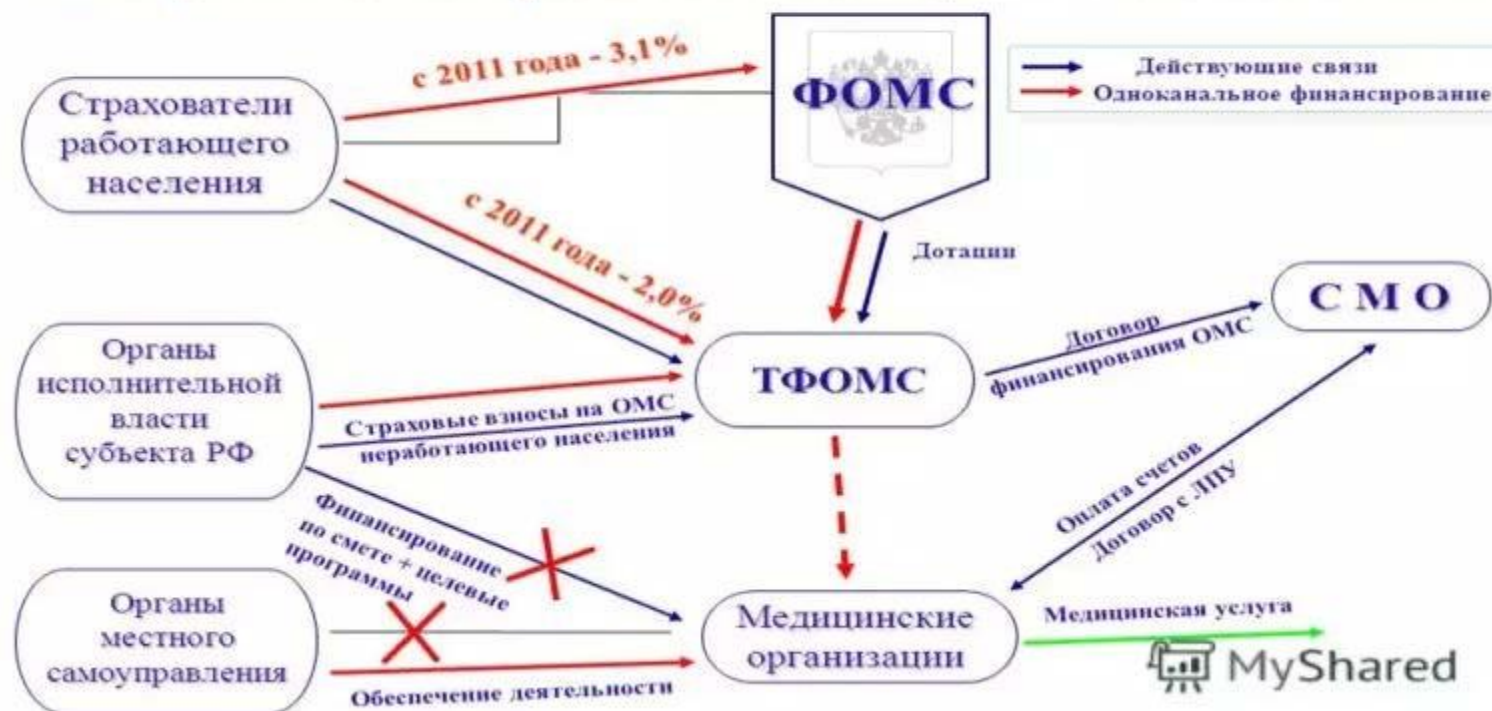 с 2011 года - 3,1%
ФОМС
Действующие связи
Одноканальное финансирование
Страхователи
работающего
населения
с 2011 года - 2,0%
Дотации
С М О
Договор
финансирования ОМС
Органы
исполнительной
власти
субъекта РФ
Страховые взносы на ОМС
неработающего населения
ТФОМС
Финансирование
по смете + целевые
программы
Оплата счетов
Договор с ЛПУ
Органы
местного
самоуправления
Обеспечение деятельности
Медицинские
организации
Медицинская услуга
MyShared